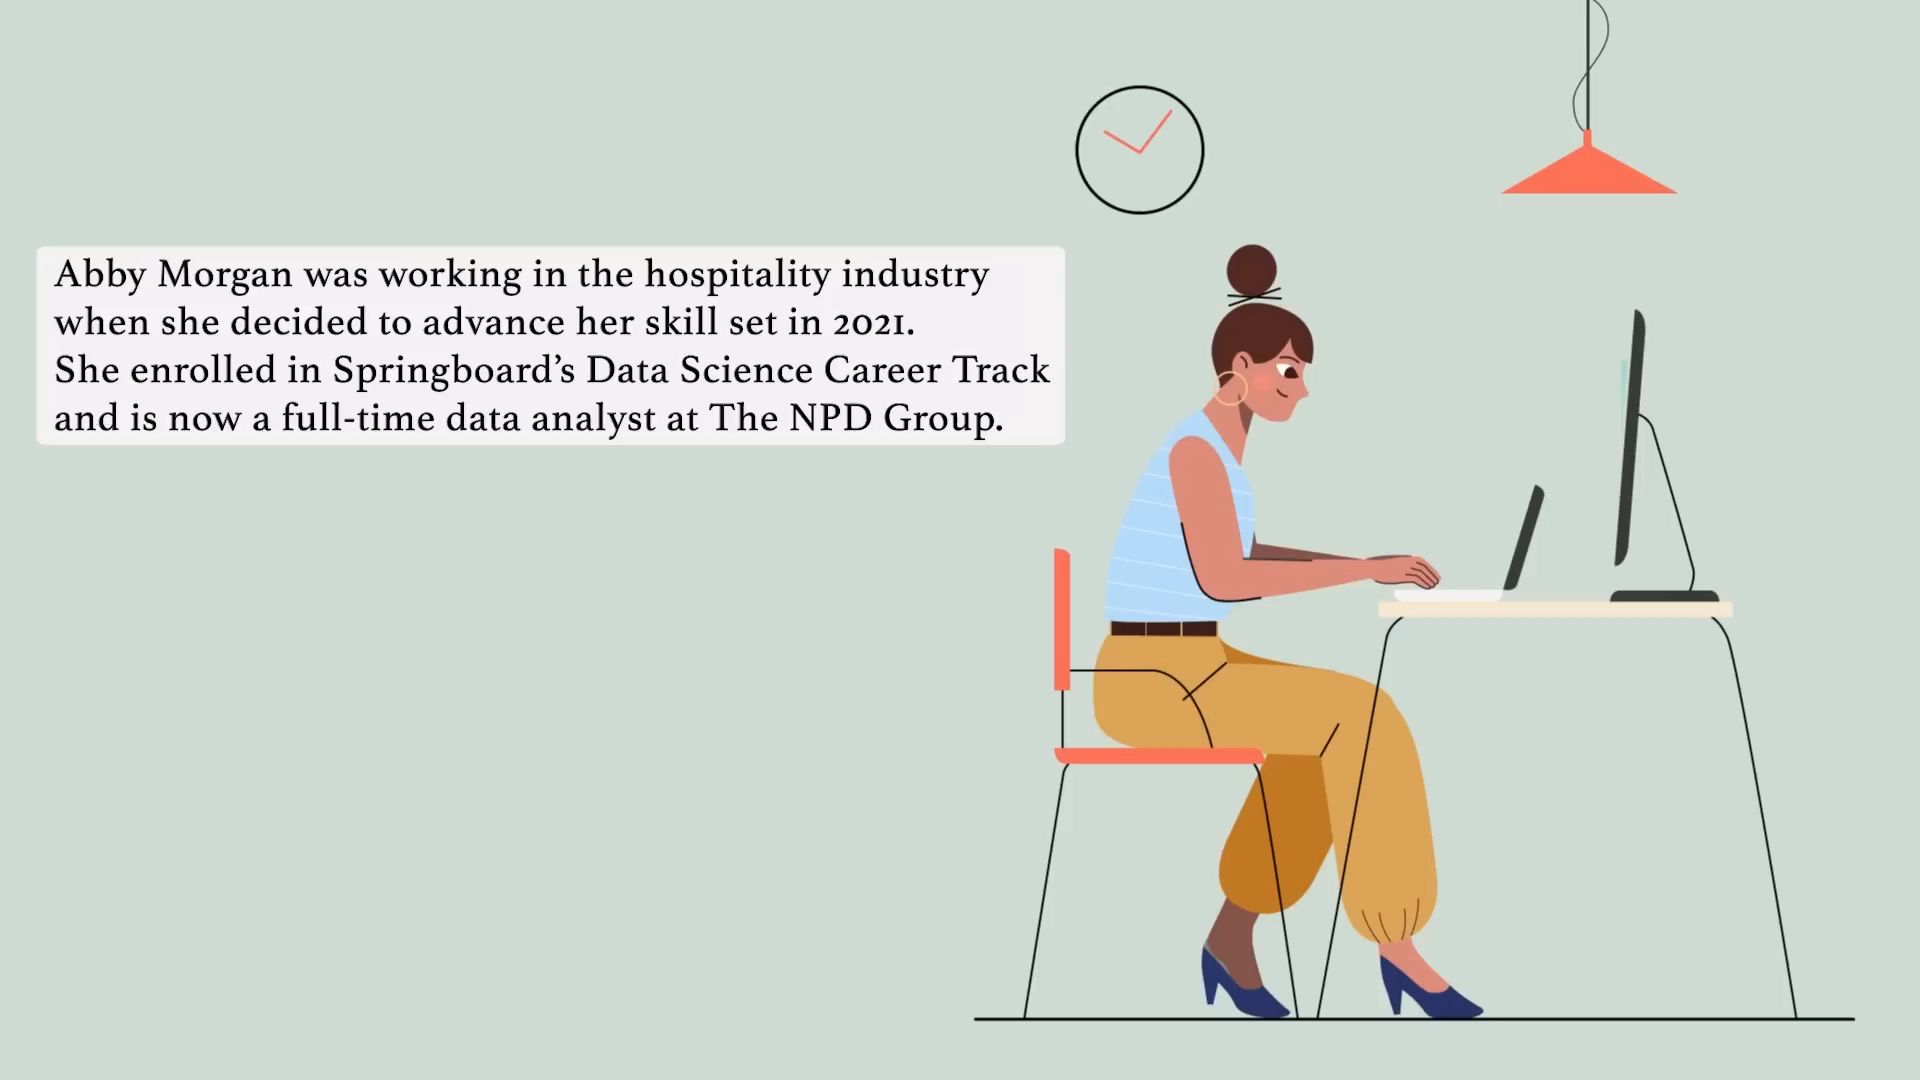 Abby Morgan was working in the hospitality industry
when she decided to advance her skill set in 2021.
She enrolled in Springboard’s Data Science Career Track
and is now a full-time data analyst at The NPD Group.